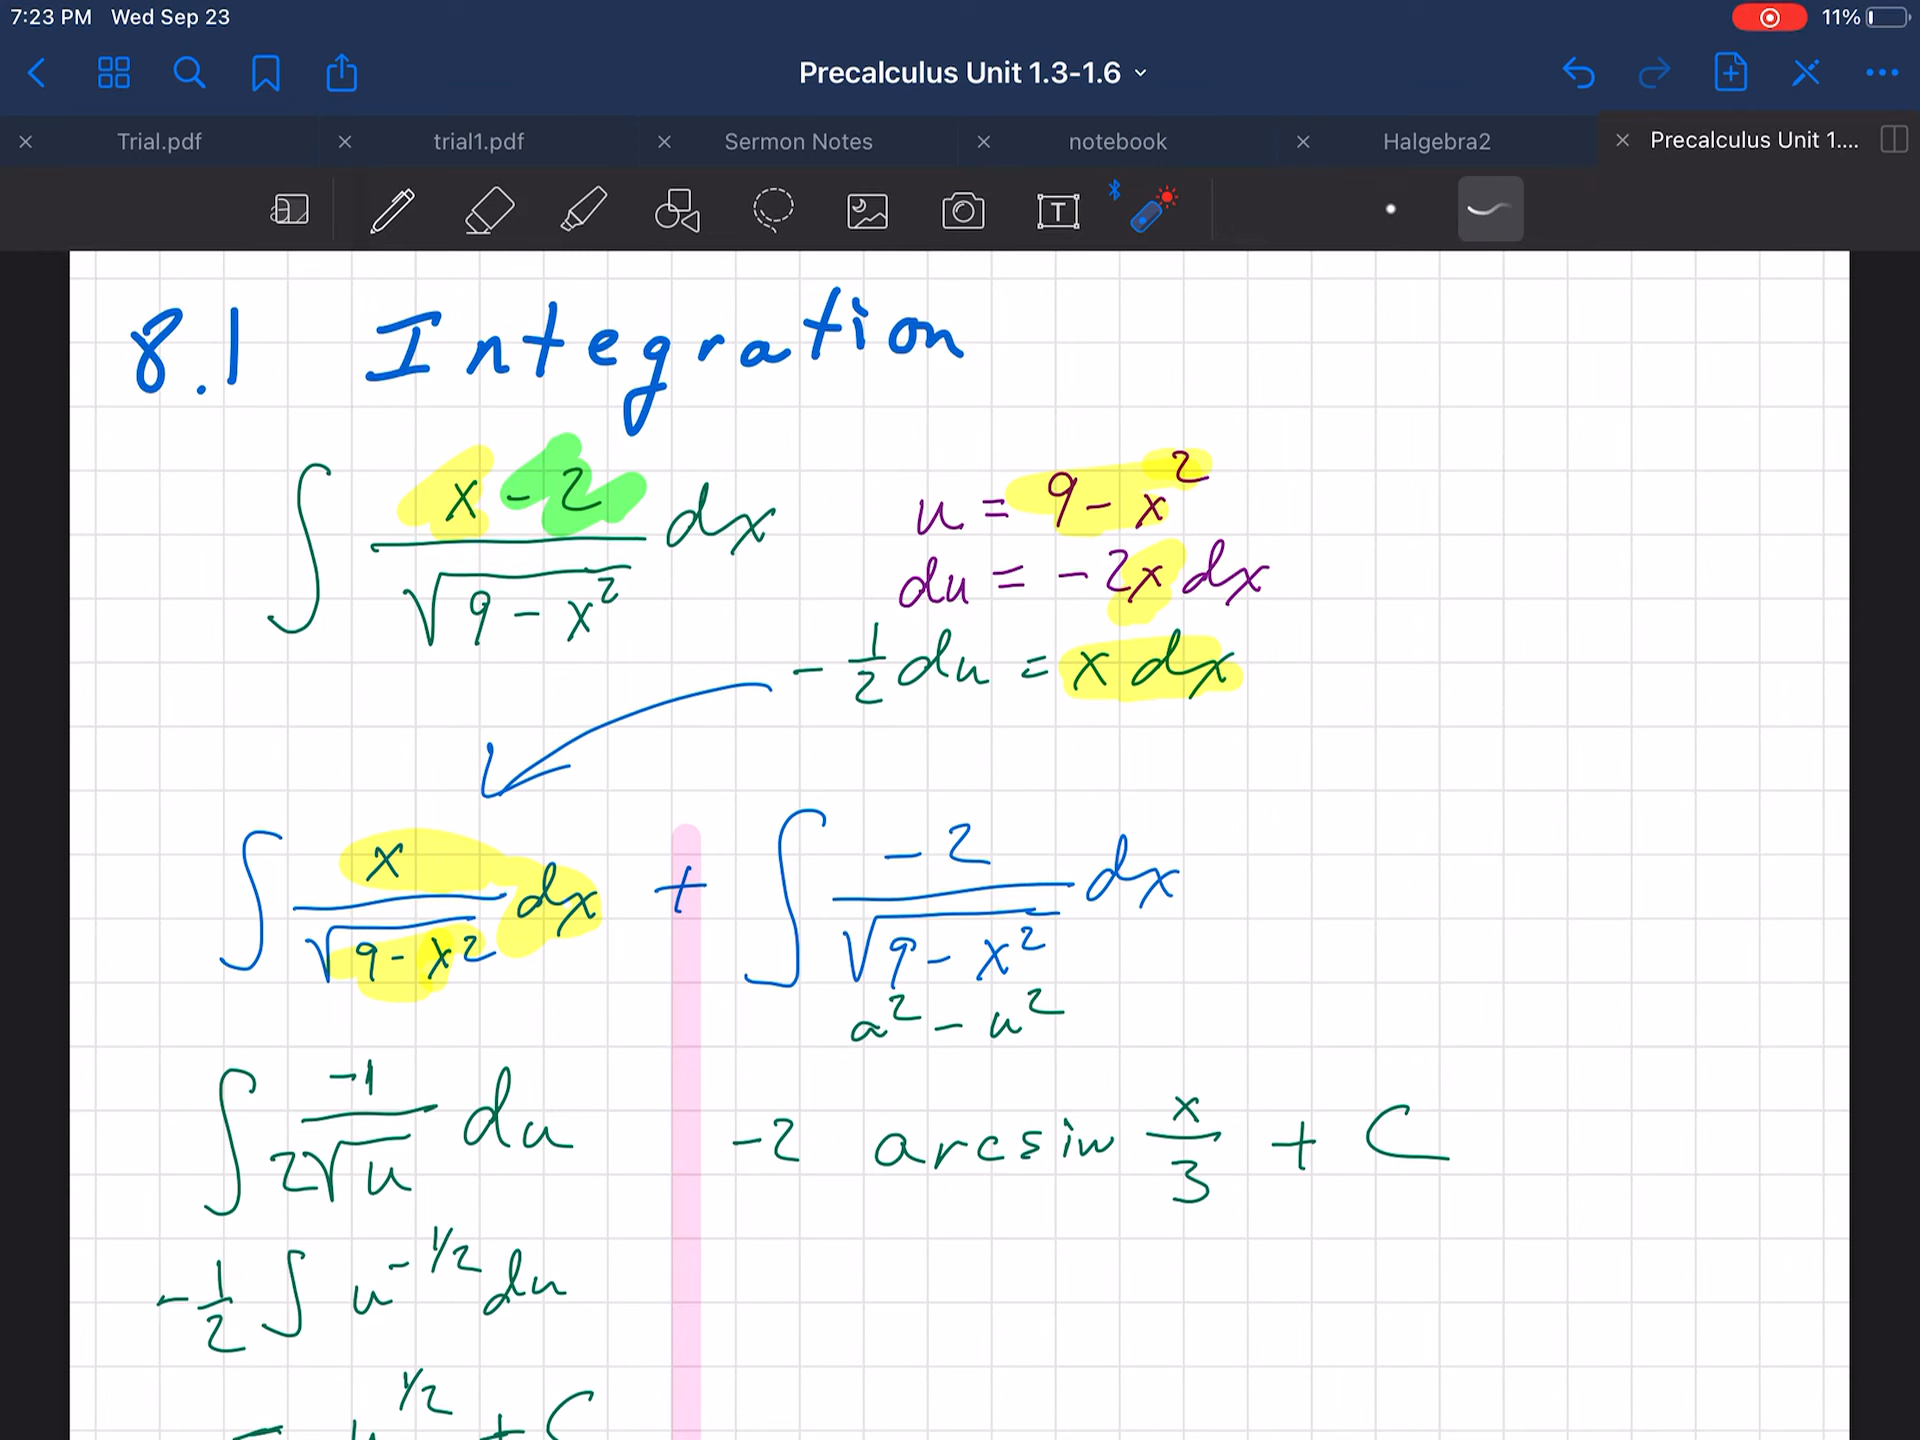 7:23 PM Wed Sep 23 11%
Precalculus Unit 1.3-1.6
Trial.pdf trial1.pdf Sermon Notes notebook Halgebra2 Precalculus Unit 1....
8.1 Integration
∫ (x - 2)/√(9 - x²) dx
u = 9 - x²
du = -2x dx
-1/2 du = x dx
∫ x/√(9 - x²) dx + ∫ -2/√(9 - x²) dx
a² - u²
∫ -1/(2√u) du
-2 arcsin x/3 + C
-1/2 ∫ u^(-1/2) du
- u^(1/2) + C